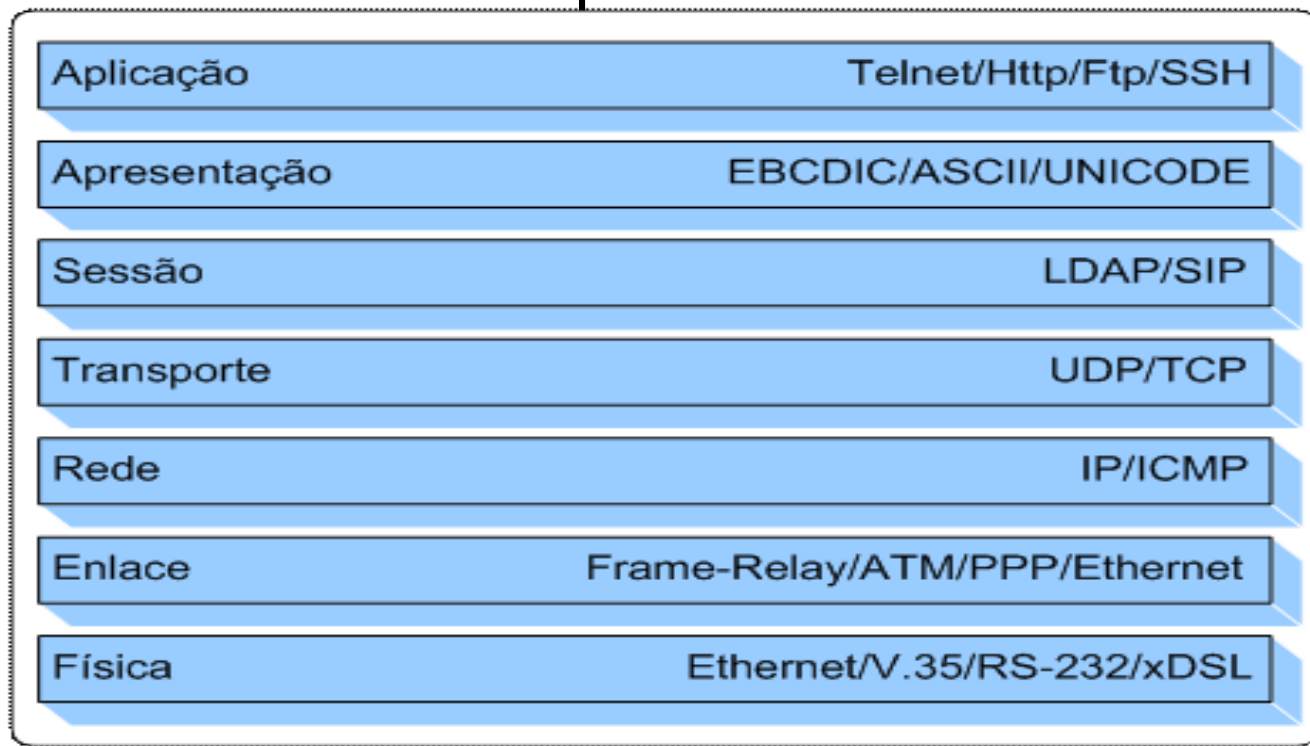 Aplicação Telnet/Http/Ftp/SSH
Apresentação EBCDIC/ASCII/UNICODE
Sessão LDAP/SIP
Transporte UDP/TCP
Rede IP/ICMP
Enlace Frame-Relay/ATM/PPP/Ethernet
Física Ethernet/V.35/RS-232/xDSL